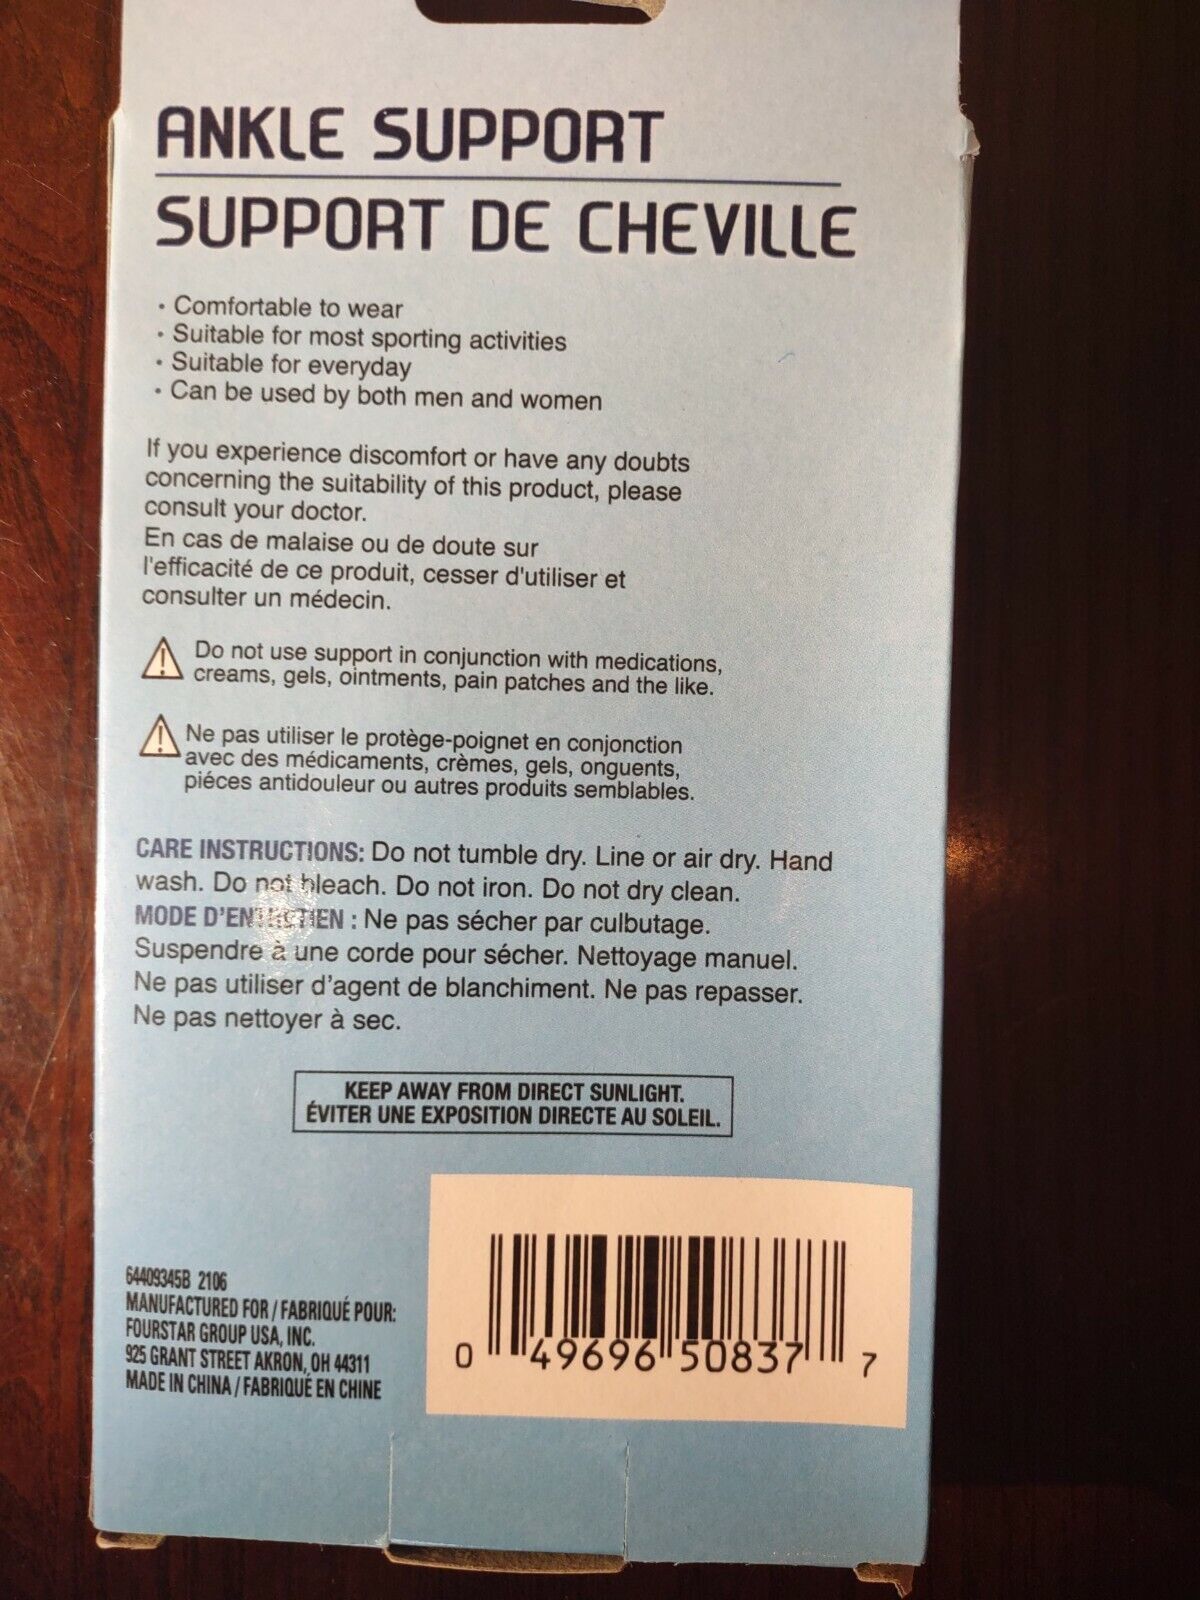 ANKLE SUPPORT
SUPPORT DE CHEVILLE
• Comfortable to wear
• Suitable for most sporting activities
• Suitable for everyday
• Can be used by both men and women
If you experience discomfort or have any doubts
concerning the suitability of this product, please
consult your doctor.
En cas de malaise ou de doute sur
l'efficacité de ce produit, cesser d'utiliser et
consulter un médecin.
Do not use support in conjunction with medications,
creams, gels, ointments, pain patches and the like.
Ne pas utiliser le protège-poignet en conjonction
avec des médicaments, crèmes, gels, onguents,
piéces antidouleur ou autres produits semblables.
CARE INSTRUCTIONS: Do not tumble dry. Line or air dry. Hand
wash. Do not bleach. Do not iron. Do not dry clean.
MODE D'ENTRETIEN : Ne pas sécher par culbutage.
Suspendre à une corde pour sécher. Nettoyage manuel.
Ne pas utiliser d'agent de blanchiment. Ne pas repasser.
Ne pas nettoyer à sec.
KEEP AWAY FROM DIRECT SUNLIGHT.
ÉVITER UNE EXPOSITION DIRECTE AU SOLEIL.
64409345B 2106
MANUFACTURED FOR / FABRIQUÉ POUR:
FOURSTAR GROUP USA, INC.
925 GRANT STREET AKRON, OH 44311
MADE IN CHINA / FABRIQUÉ EN CHINE
0 49696 50837 7